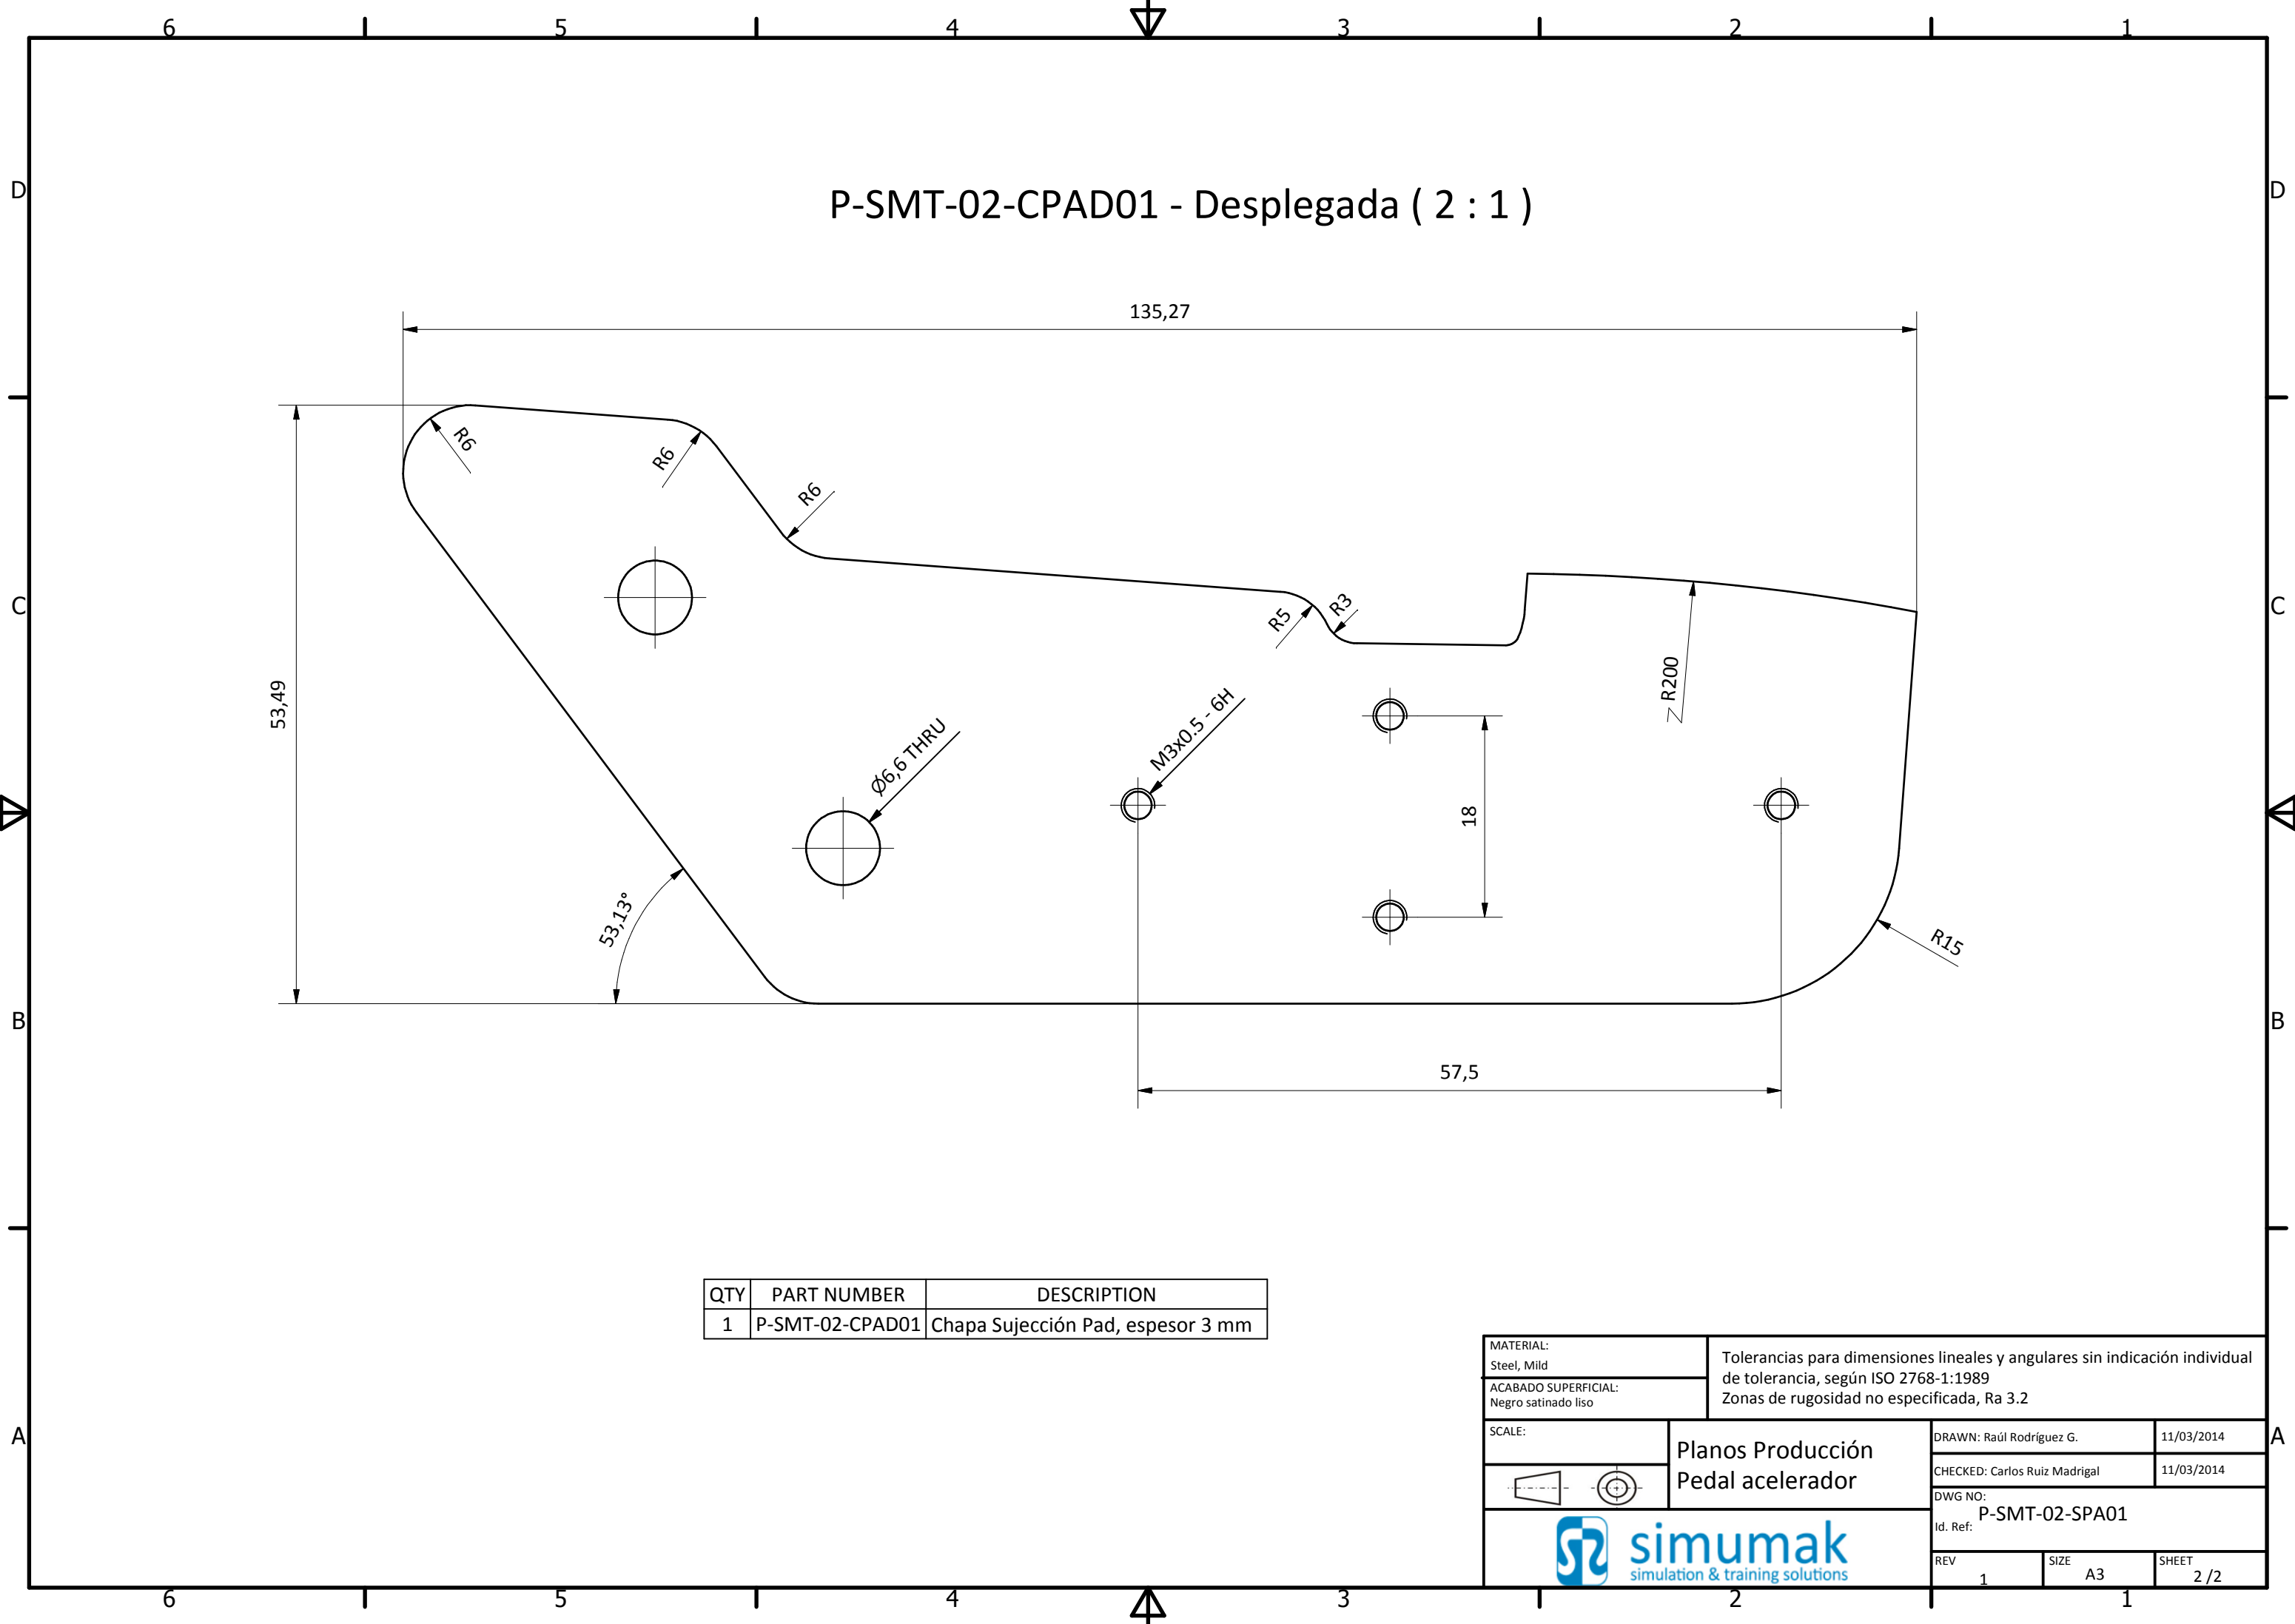 6 5 4 3 2 1
D D
P-SMT-02-CPAD01 - Desplegada ( 2 : 1 )
135,27
R6
R6
R6
C C
R5
R3
R200
53,49
M3x0.5 - 6H
Ø6,6 THRU
18
53,13°
R15
B B
57,5
QTY PART NUMBER DESCRIPTION
1 P-SMT-02-CPAD01 Chapa Sujección Pad, espesor 3 mm
A A
MATERIAL:
Steel, Mild
ACABADO SUPERFICIAL:
Negro satinado liso
Tolerancias para dimensiones lineales y angulares sin indicación individual
de tolerancia, según ISO 2768-1:1989
Zonas de rugosidad no especificada, Ra 3.2
SCALE:
Planos Producción
Pedal acelerador
DRAWN: Raúl Rodríguez G. 11/03/2014
CHECKED: Carlos Ruiz Madrigal 11/03/2014
DWG NO:
P-SMT-02-SPA01
Id. Ref:
simumak
simulation & training solutions
REV SIZE SHEET
1 A3 2 /2
6 5 4 3 2 1